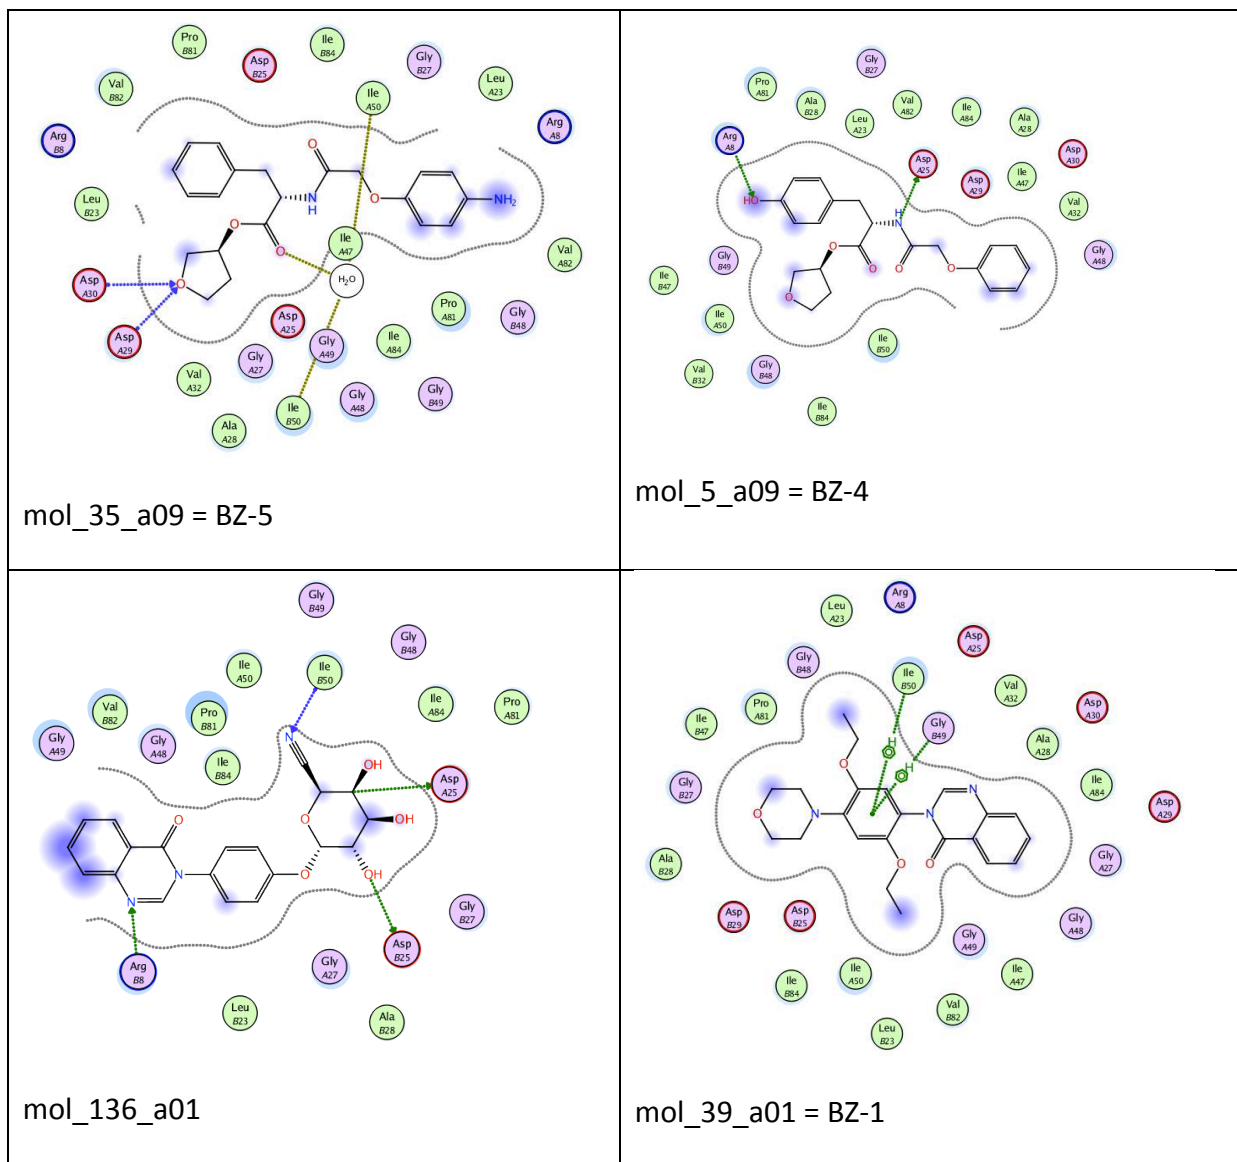 Pro
B81
Asp
B25
Ile
B84
Gly
B27
Val
B82
Ile
A50
Leu
A23
Arg
B8
Arg
A8
O
N
H
O
NH₂
Leu
B23
O
O
Ile
A47
Val
A82
H₂O
Asp
A30
O
Asp
A29
Asp
A25
Pro
A81
Gly
B48
Gly
A49
Ile
A84
Val
A32
Gly
A27
Gly
A48
Gly
B49
Ile
B50
Ala
A28
mol_35_a09 = BZ-5
Gly
B27
Pro
A81
Ala
B28
Leu
A23
Val
A82
Ile
A84
Ala
A28
Arg
A8
Asp
A25
Asp
A30
Asp
A29
Ile
A47
HO
Val
A32
H
N
O
Gly
B49
Gly
A48
O
O
O
O
Ile
B47
Ile
A50
Ile
B50
Val
B32
Gly
B48
Ile
B84
mol_5_a09 = BZ-4
Gly
B49
Gly
B48
Ile
A50
Ile
B50
Val
B82
Pro
B81
Ile
A84
Pro
A81
Gly
A49
Gly
A48
Ile
B84
N
OH
Asp
A25
O
O
OH
N
N
O
OH
Gly
B27
Asp
B25
Arg
B8
Gly
A27
Leu
B23
Ala
B28
mol_136_a01
Arg
A8
Leu
A23
Asp
A25
Gly
B48
Ile
B50
Val
A32
Asp
A30
Ile
B47
Pro
A81
Gly
B49
Ala
A28
H
O
H
Ile
A84
Gly
B27
Asp
A29
O
N
N
N
Ala
B28
O
O
Gly
A27
Asp
B29
Asp
B25
Gly
A48
Gly
A49
Ile
B84
Ile
A50
Ile
A47
Val
B82
Leu
B23
mol_39_a01 = BZ-1